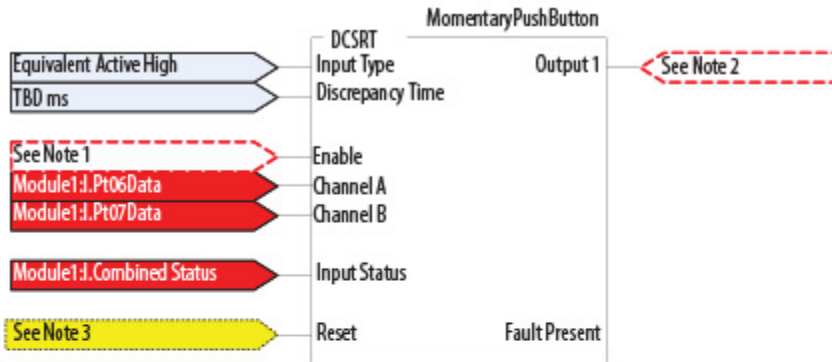 MomentaryPushButton
DCSRT
Equivalent Active High
Input Type
Output 1
See Note 2
TBD ms
Discrepancy Time
See Note 1
Enable
Module1:I.Pt06Data
Channel A
Module1:I.Pt07Data
Channel B
Module1:I.Combined Status
Input Status
See Note 3
Reset
Fault Present